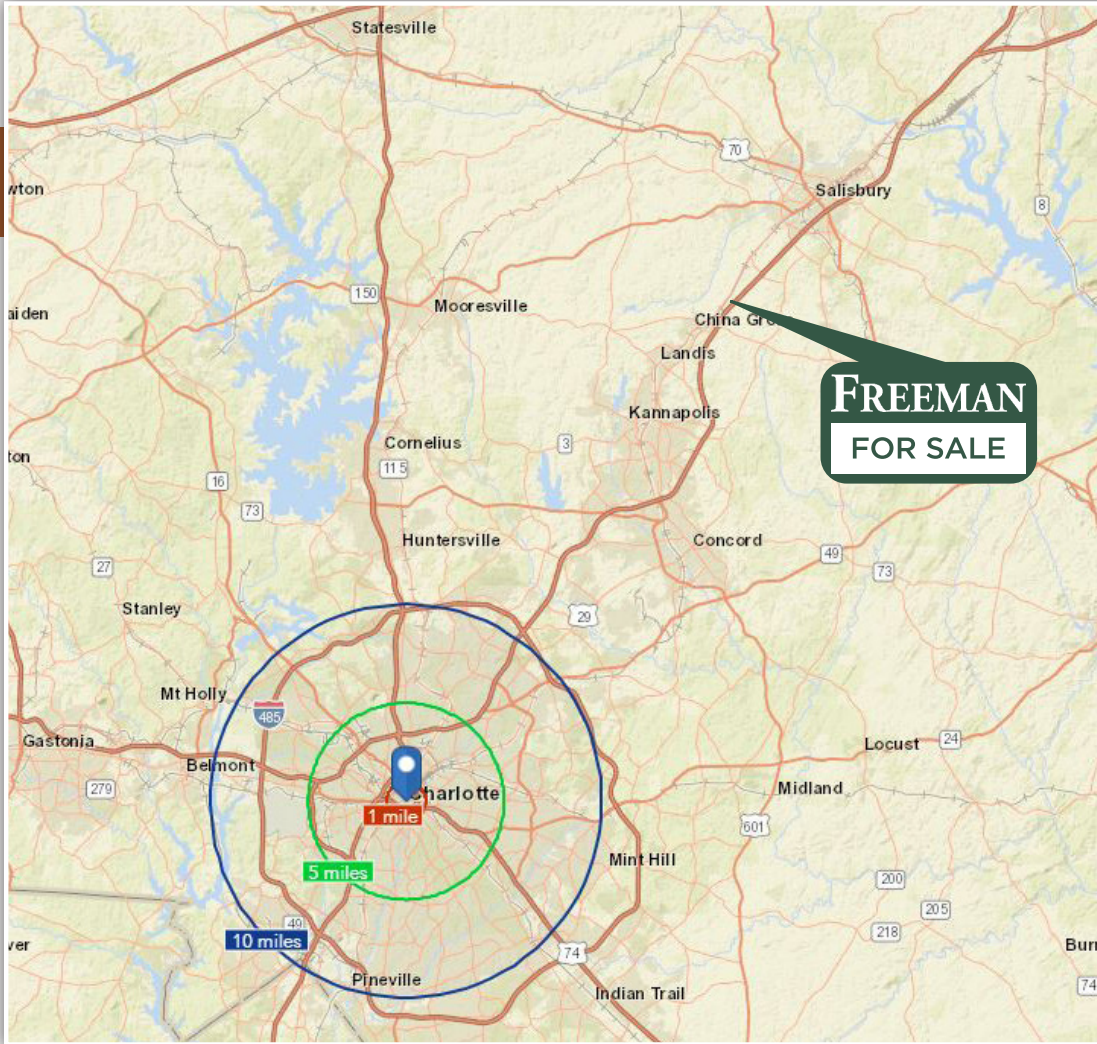 Statesville
70
Salisbury
wton
8
150
Mooresville
aiden
China Gro
Landis
FREEMAN
FOR SALE
Kannapolis
Cornelius
3
ton
115
16
73
Huntersville
Concord
49
27
73
Stanley
29
Mt Holly
485
Gastonia
Locust
24
Belmont
279
Charlotte
Midland
1 mile
601
Mint Hill
5 miles
200
205
49
218
10 miles
ver
74
Burn
Pineville
74
Indian Trail